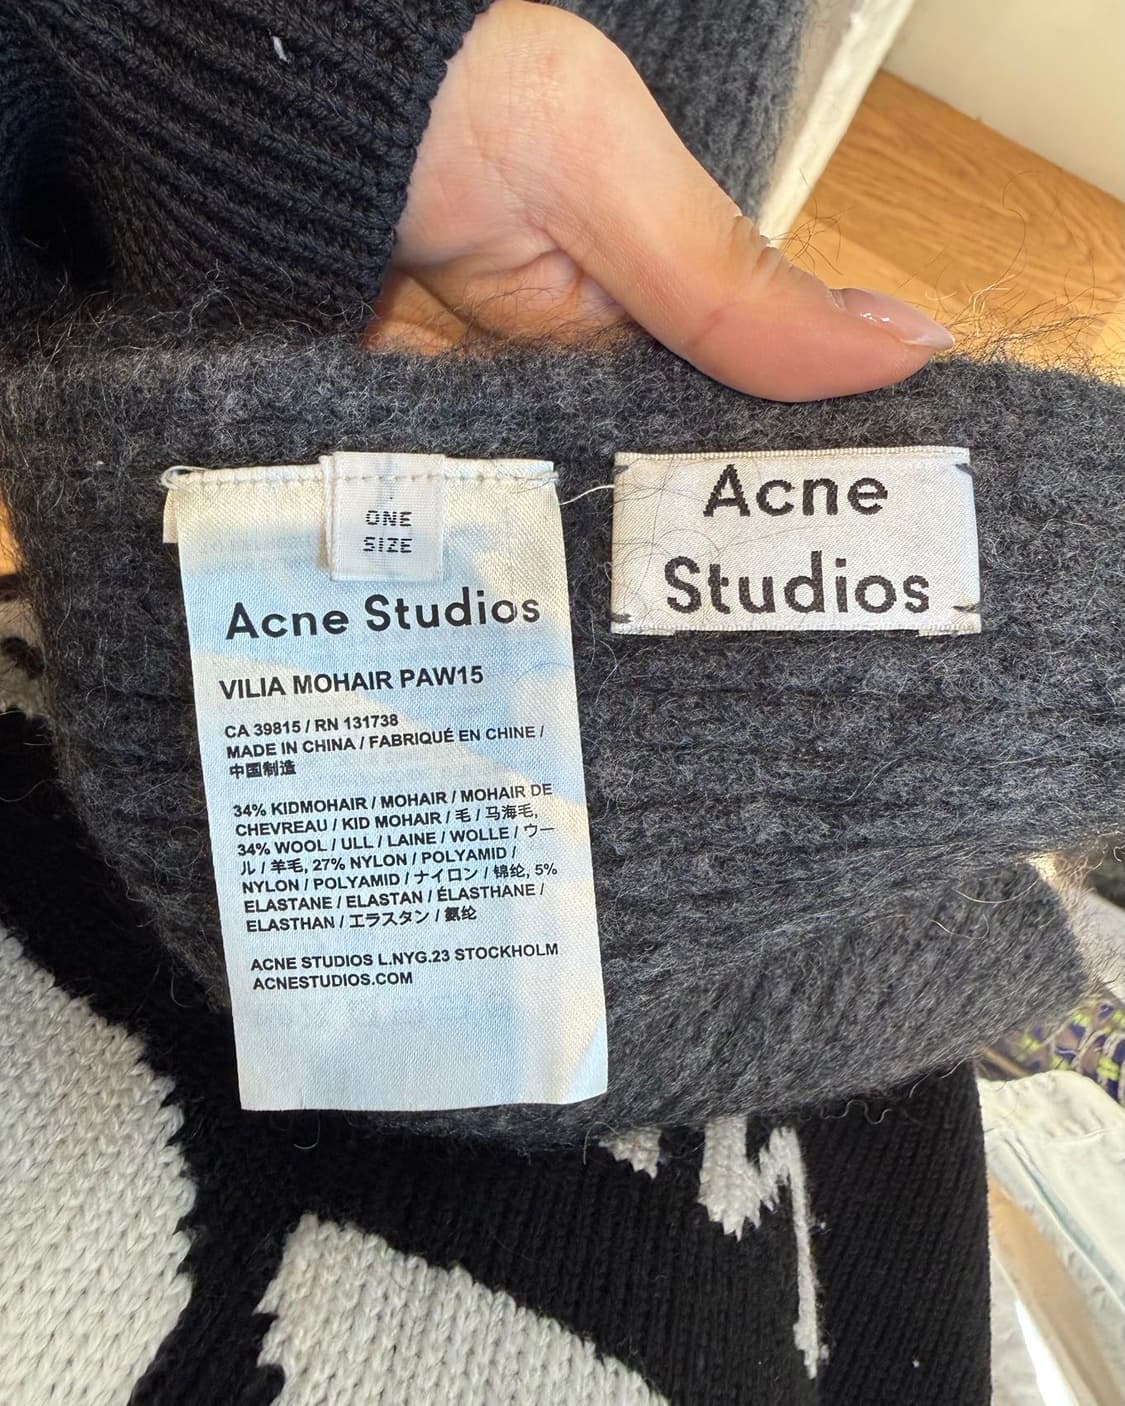 ONE
SIZE
Acne Studios
VILIA MOHAIR PAW15
CA 39815 / RN 131738
MADE IN CHINA / FABRIQUÉ EN CHINE /
中国制造
34% KIDMOHAIR / MOHAIR / MOHAIR DE
CHEVREAU / KID MOHAIR / 毛 / 马海毛,
34% WOOL / ULL / LAINE / WOLLE / ウー
ル / 羊毛, 27% NYLON / POLYAMID /
NYLON / POLYAMID / ナイロン / 锦纶, 5%
ELASTANE / ELASTAN / ÉLASTHANE /
ELASTHAN / エラスタン / 氨纶
ACNE STUDIOS L.NYG.23 STOCKHOLM
ACNESTUDIOS.COM
Acne
Studios